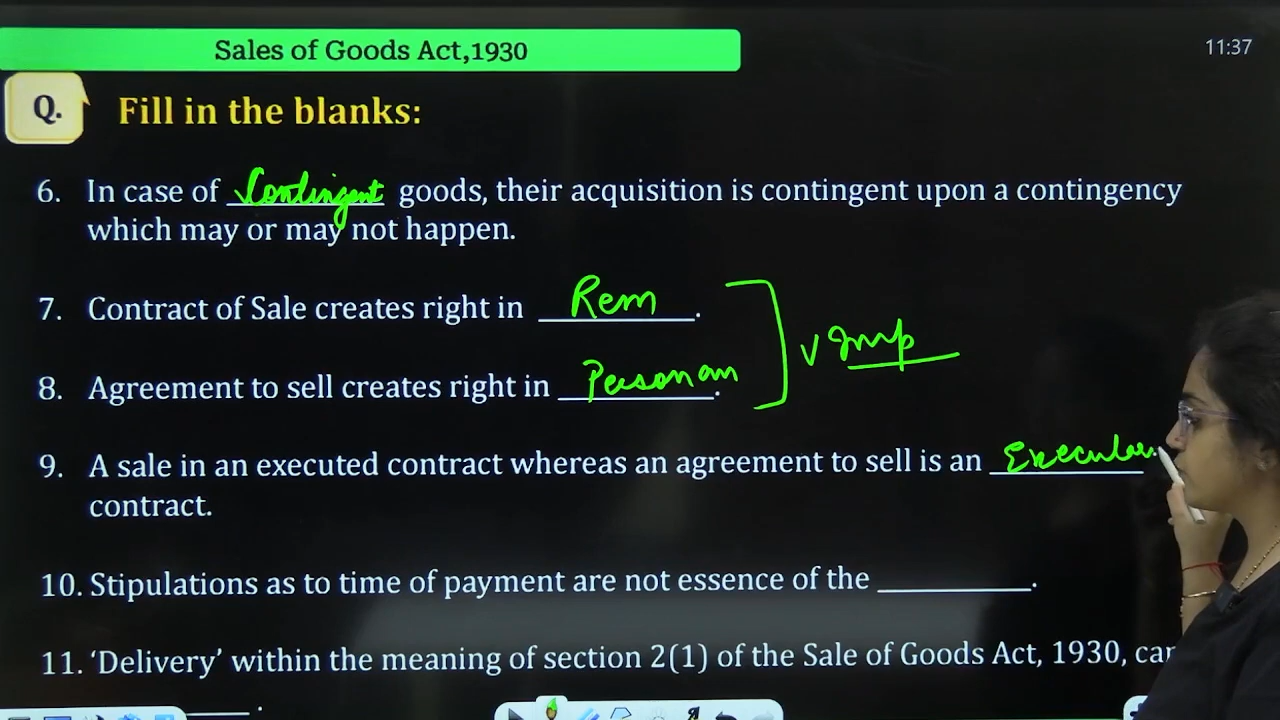 Sales of Goods Act,1930
11:37
Q.
Fill in the blanks:
6. In case of Contingent goods, their acquisition is contingent upon a contingency
which may or may not happen.
7. Contract of Sale creates right in Rem.
8. Agreement to sell creates right in Personam.
V Imp
9. A sale in an executed contract whereas an agreement to sell is an
contract.
10. Stipulations as to time of payment are not essence of the ________.
11. ‘Delivery’ within the meaning of section 2(1) of the Sale of Goods Act, 1930, can
________.